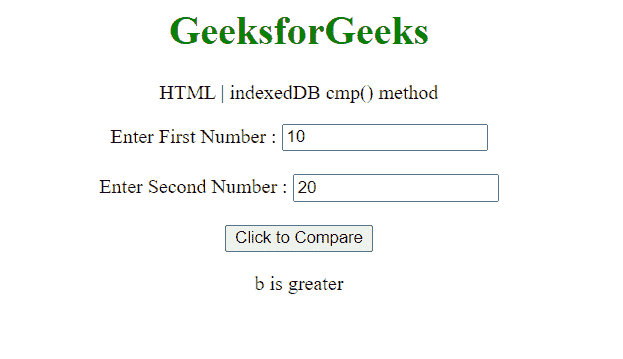 GeeksforGeeks
HTML | indexedDB cmp() method
Enter First Number : 10
Enter Second Number : 20
Click to Compare
b is greater